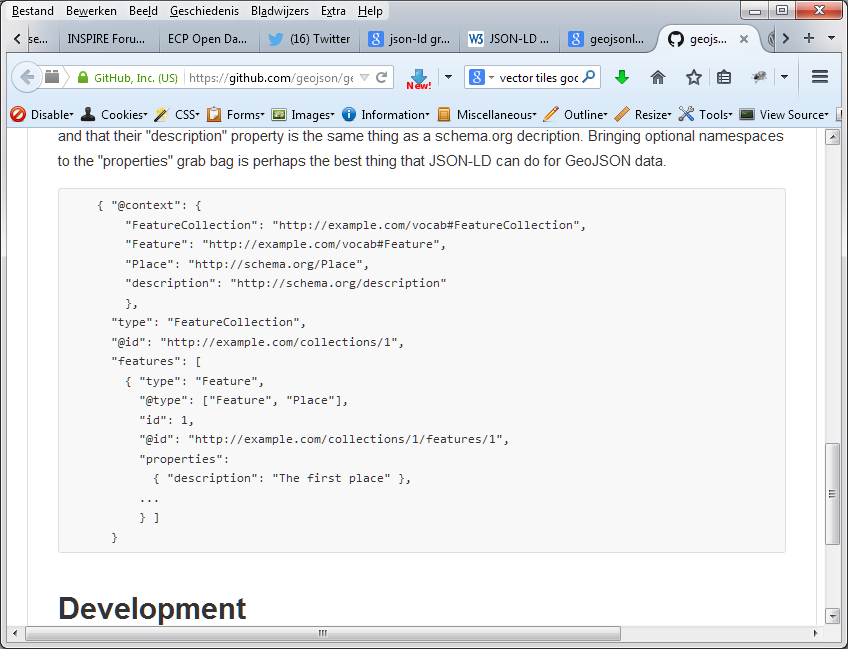 Bestand Bewerken Beeld Geschiedenis Bladwijzers Extra Help
se... INSPIRE Foru... ECP Open Da... (16) Twitter json-ld gr... JSON-LD ... geojsonl... geojs...
GitHub, Inc. (US) https://github.com/geojson/ge New! vector tiles goo
Disable Cookies CSS Forms Images Information Miscellaneous Outline Resize Tools View Source
and that their "description" property is the same thing as a schema.org decription. Bringing optional namespaces
to the "properties" grab bag is perhaps the best thing that JSON-LD can do for GeoJSON data.
{ "@context": {
"FeatureCollection": "http://example.com/vocab#FeatureCollection",
"Feature": "http://example.com/vocab#Feature",
"Place": "http://schema.org/Place",
"description": "http://schema.org/description"
},
"type": "FeatureCollection",
"@id": "http://example.com/collections/1",
"features": [
{ "type": "Feature",
"@type": ["Feature", "Place"],
"id": 1,
"@id": "http://example.com/collections/1/features/1",
"properties":
{ "description": "The first place" },
...
} ]
}
Development